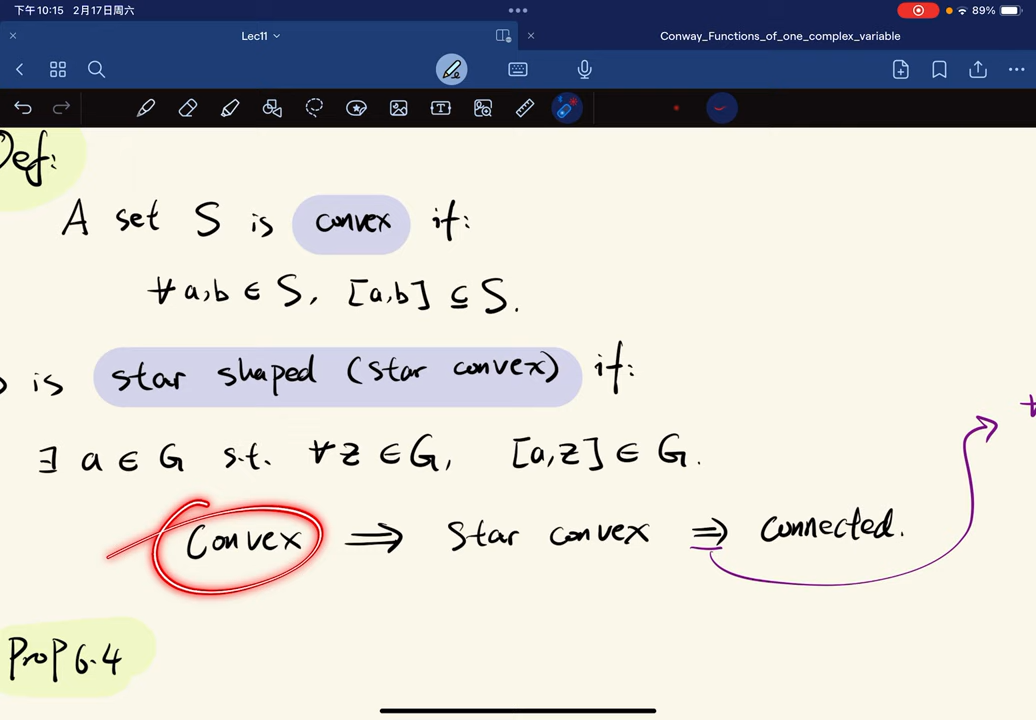 下午10:15 2月17日周六
89%
Lec11
Conway_Functions_of_one_complex_variable
Def:
A set S is convex if:
∀ a,b ∈ S, [a,b] ⊆ S.
is star shaped (star convex) if:
∃ a ∈ G s.t. ∀ z ∈ G, [a,z] ∈ G.
Convex ⟹ Star convex ⟹ Connected.
Prop 6.4